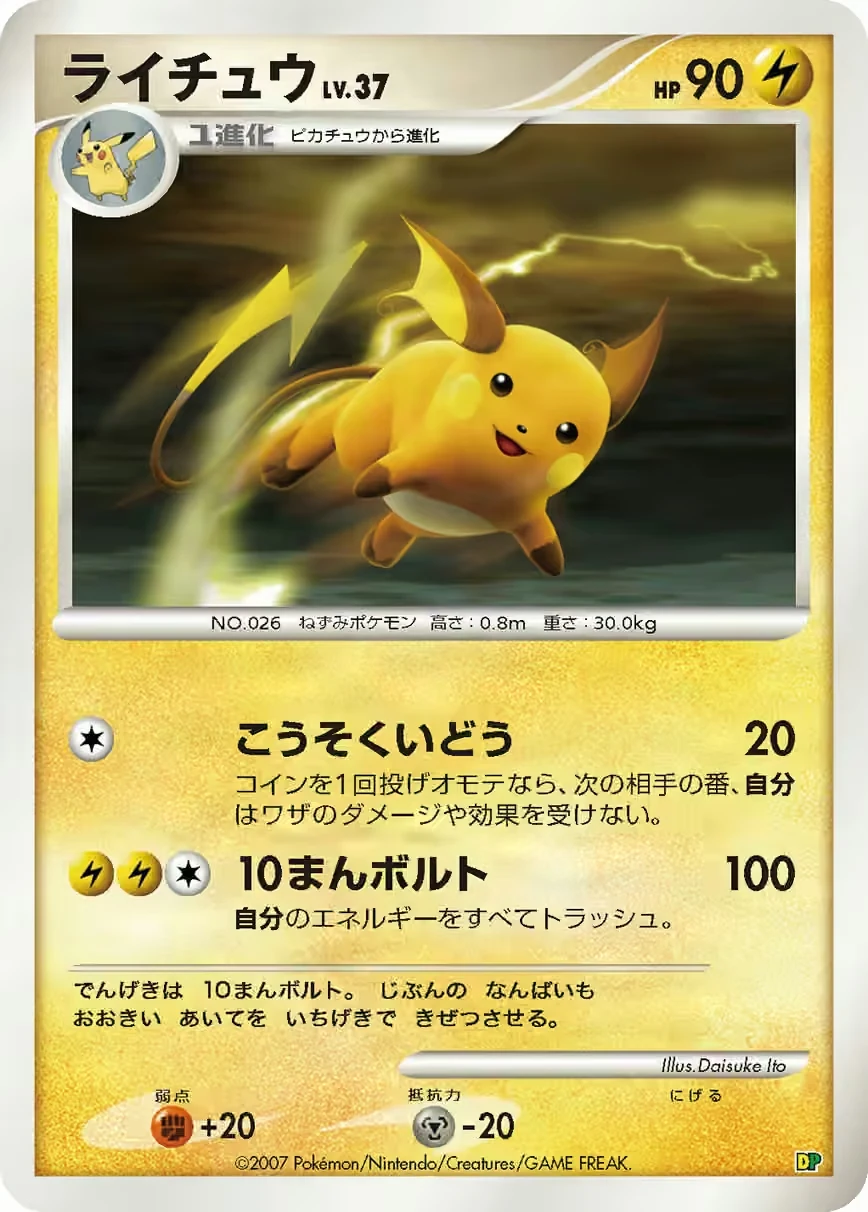 ライチュウ LV.37 HP 90
1進化 ピカチュウから進化
NO.026 ねずみポケモン 高さ:0.8m 重さ:30.0kg
こうそくいどう 20
コインを1回投げオモテなら、次の相手の番、自分
はワザのダメージや効果を受けない。
10まんボルト 100
自分のエネルギーをすべてトラッシュ。
でんげきは 10まんボルト。 じぶんの なんばいも
おおきい あいてを いちげきで きぜつさせる。
Illus.Daisuke Ito
弱点 抵抗力 にげる
+20 -20
©2007 Pokémon/Nintendo/Creatures/GAME FREAK.
DP